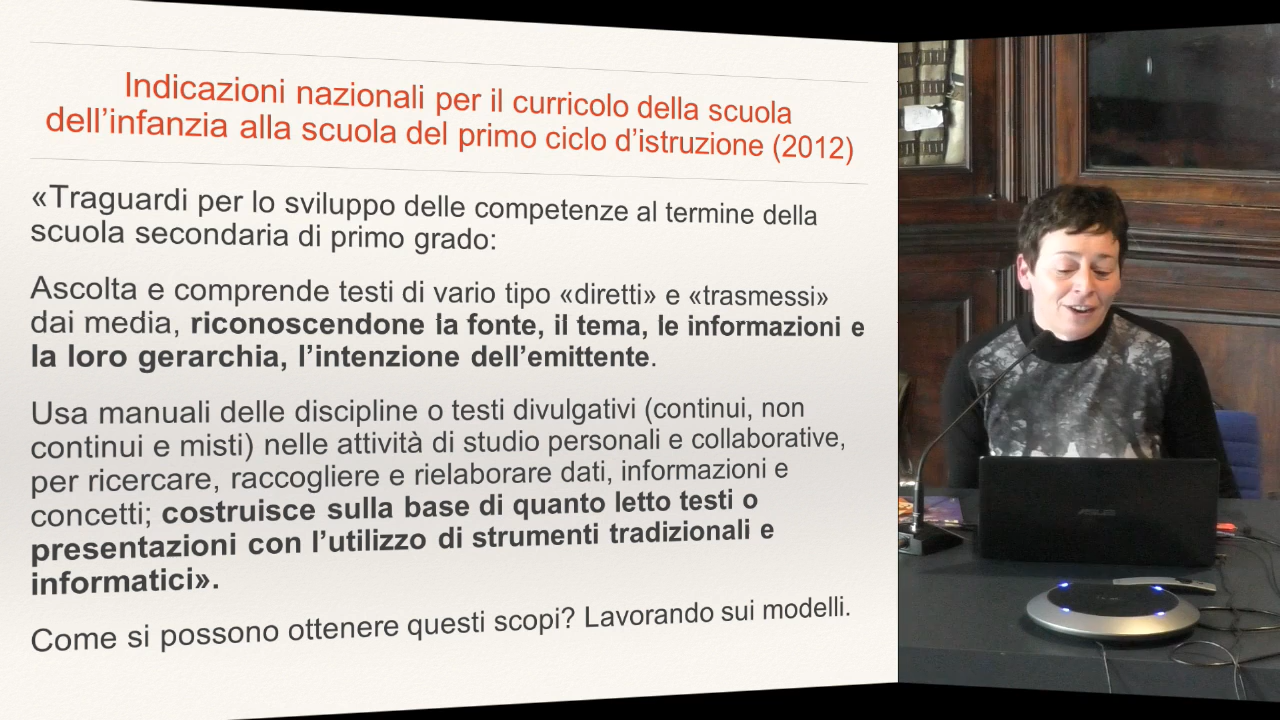 Indicazioni nazionali per il curricolo della scuola
dell’infanzia alla scuola del primo ciclo d’istruzione (2012)
«Traguardi per lo sviluppo delle competenze al termine della
scuola secondaria di primo grado:
Ascolta e comprende testi di vario tipo «diretti» e «trasmessi»
dai media, riconoscendone la fonte, il tema, le informazioni e
la loro gerarchia, l’intenzione dell’emittente.
Usa manuali delle discipline o testi divulgativi (continui, non
continui e misti) nelle attività di studio personali e collaborative,
per ricercare, raccogliere e rielaborare dati, informazioni e
concetti; costruisce sulla base di quanto letto testi o
presentazioni con l’utilizzo di strumenti tradizionali e
informatici».
Come si possono ottenere questi scopi? Lavorando sui modelli.
ASUS